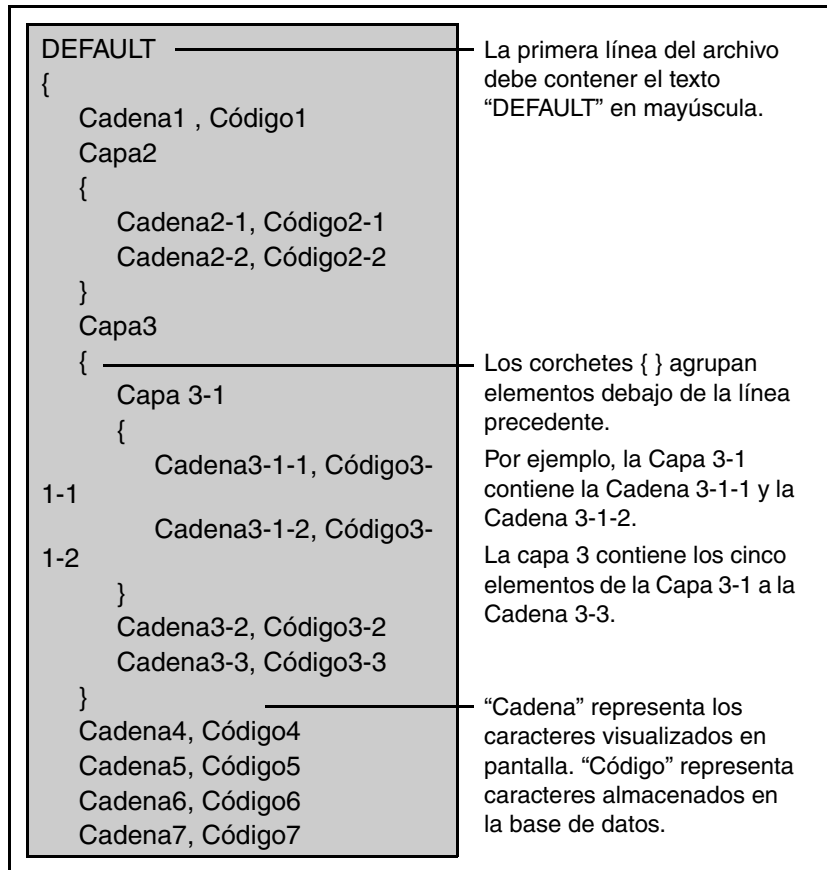 DEFAULT
{
Cadena1 , Código1
Capa2
{
Cadena2-1, Código2-1
Cadena2-2, Código2-2
}
Capa3
{
Capa 3-1
{
Cadena3-1-1, Código3-
1-1
Cadena3-1-2, Código3-
1-2
}
Cadena3-2, Código3-2
Cadena3-3, Código3-3
}
Cadena4, Código4
Cadena5, Código5
Cadena6, Código6
Cadena7, Código7
La primera línea del archivo
debe contener el texto
“DEFAULT” en mayúscula.
Los corchetes { } agrupan
elementos debajo de la línea
precedente.
Por ejemplo, la Capa 3-1
contiene la Cadena 3-1-1 y la
Cadena 3-1-2.
La capa 3 contiene los cinco
elementos de la Capa 3-1 a la
Cadena 3-3.
“Cadena” representa los
caracteres visualizados en
pantalla. “Código” representa
caracteres almacenados en
la base de datos.